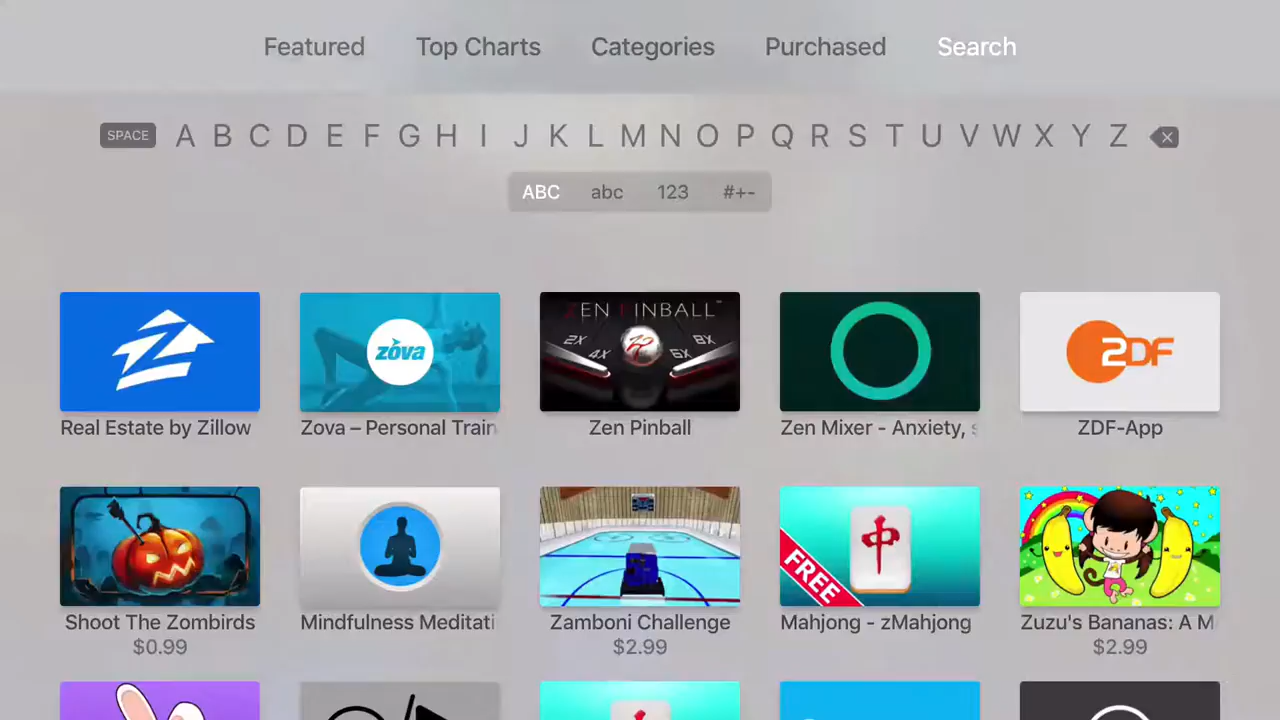 Featured Top Charts Categories Purchased Search
SPACE A B C D E F G H I J K L M N O P Q R S T U V W X Y Z
ABC abc 123 #+-
zova
ZEN PINBALL™
2X 4X 6X 8X
2DF
Real Estate by Zillow Zova – Personal Train Zen Pinball Zen Mixer - Anxiety, s ZDF-App
中
FREE
Shoot The Zombirds Mindfulness Meditati Zamboni Challenge Mahjong - zMahjong Zuzu's Bananas: A M
$0.99 $2.99 $2.99